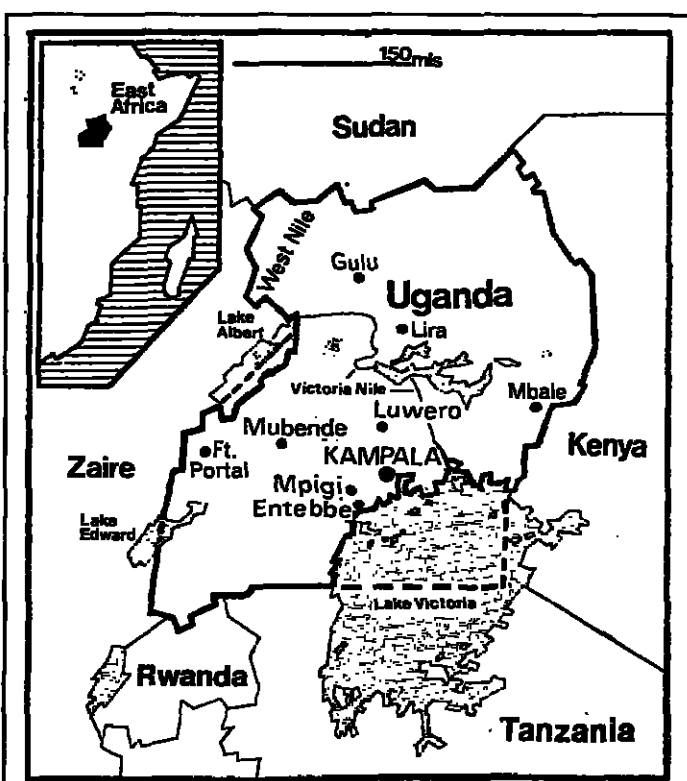 150mls
East
Africa
Sudan
West Nile
Gulu
Uganda
Lake
Albert
Lira
Victoria Nile
Mbale
Luwero
Mubende
Kenya
Ft.
Portal
KAMPALA
Zaire
Mpigi
Entebbe
Lake
Edward
Lake Victoria
Rwanda
Tanzania